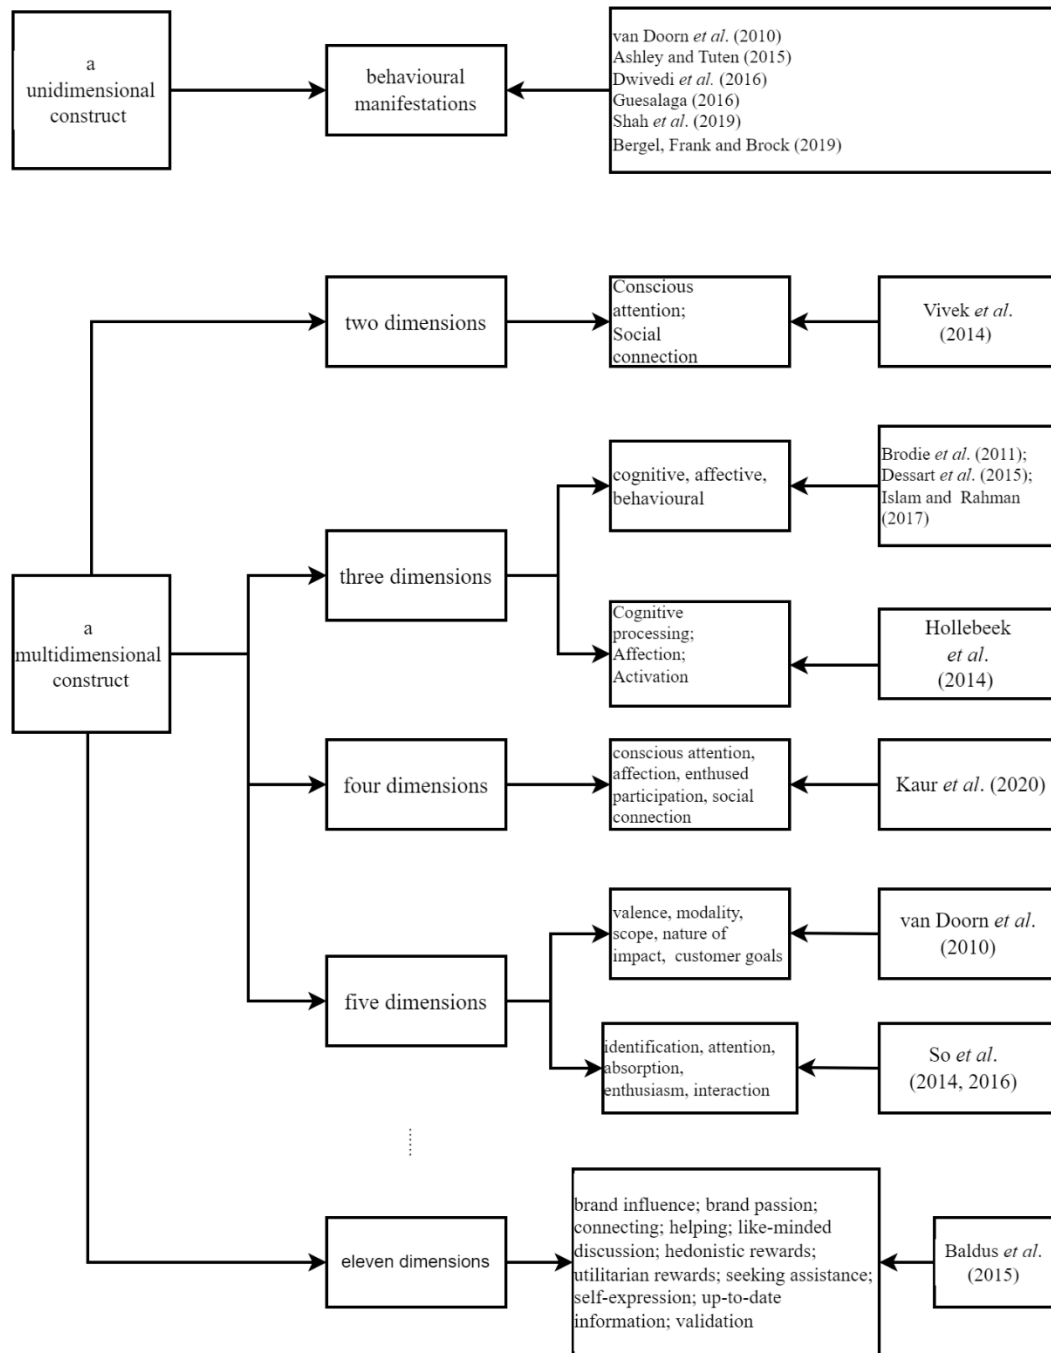 a
unidimensional
construct
behavioural
manifestations
van Doorn et al. (2010)
Ashley and Tuten (2015)
Dwivedi et al. (2016)
Guesalaga (2016)
Shah et al. (2019)
Bergel, Frank and Brock (2019)
two dimensions
Conscious
attention;
Social
connection
Vivek et al.
(2014)
a
multidimensional
construct
three dimensions
cognitive, affective,
behavioural
Brodie et al. (2011);
Dessart et al. (2015);
Islam and Rahman
(2017)
Cognitive
processing;
Affection;
Activation
Hollebeek
et al.
(2014)
four dimensions
conscious attention,
affection, enthused
participation, social
connection
Kaur et al. (2020)
five dimensions
valence, modality,
scope, nature of
impact, customer goals
van Doorn et al.
(2010)
identification, attention,
absorption,
enthusiasm, interaction
So et al.
(2014, 2016)
eleven dimensions
brand influence; brand passion;
connecting; helping; like-minded
discussion; hedonistic rewards;
utilitarian rewards; seeking assistance;
self-expression; up-to-date
information; validation
Baldus et al.
(2015)